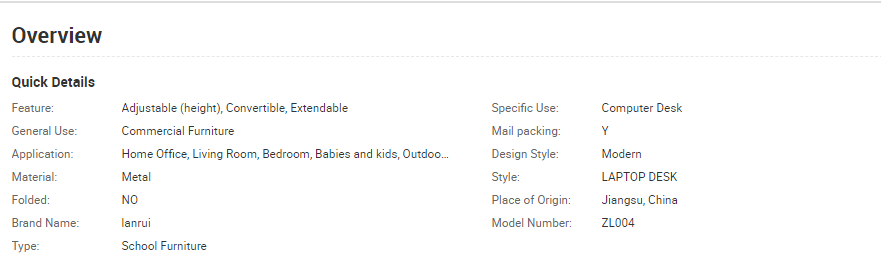 Overview
Quick Details
Feature: Adjustable (height), Convertible, Extendable Specific Use: Computer Desk
General Use: Commercial Furniture Mail packing: Y
Application: Home Office, Living Room, Bedroom, Babies and kids, Outdoo... Design Style: Modern
Material: Metal Style: LAPTOP DESK
Folded: NO Place of Origin: Jiangsu, China
Brand Name: lanrui Model Number: ZL004
Type: School Furniture